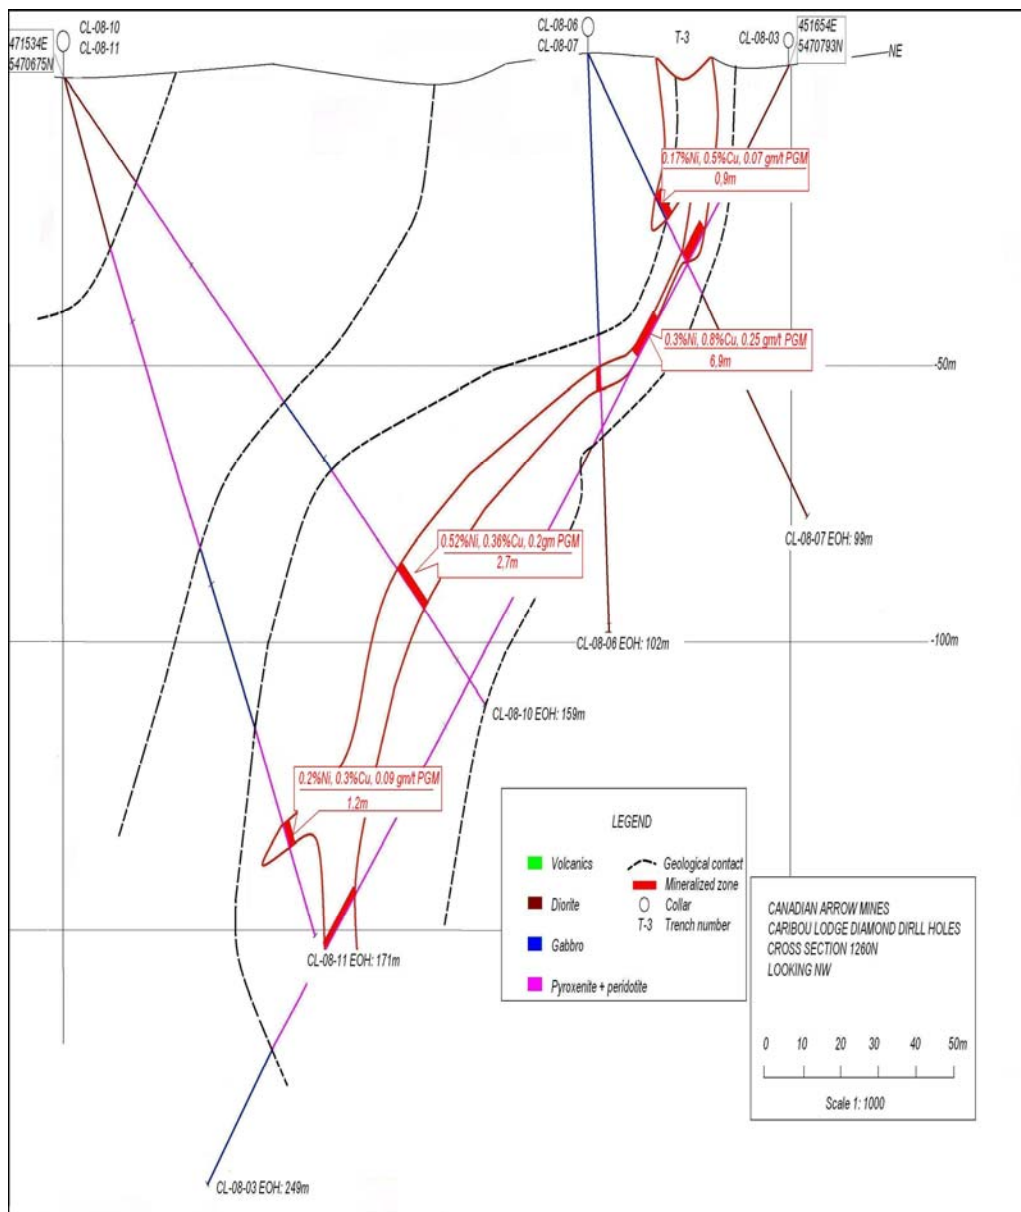 CL-08-10
CL-08-11
471534E
5470675N
CL-08-06
CL-08-07
T-3
CL-08-03
451654E
5470793N
NE
0.17%Ni, 0.5%Cu, 0.07 gm/t PGM
0,9m
0.3%Ni, 0.8%Cu, 0.25 gm/t PGM
6,9m
-50m
0.52%Ni, 0.36%Cu, 0.2gm PGM
2,7m
CL-08-07 EOH: 99m
CL-08-06 EOH: 102m
-100m
CL-08-10 EOH: 159m
0.2%Ni, 0.3%Cu, 0.09 gm/t PGM
1.2m
CL-08-11 EOH: 171m
CL-08-03 EOH: 249m
LEGEND
Volcanics
Geological contact
Mineralized zone
Diorite
Collar
T-3 Trench number
Gabbro
Pyroxenite + peridotite
CANADIAN ARROW MINES
CARIBOU LODGE DIAMOND DIRLL HOLES
CROSS SECTION 1260N
LOOKING NW
0 10 20 30 40 50m
Scale 1: 1000